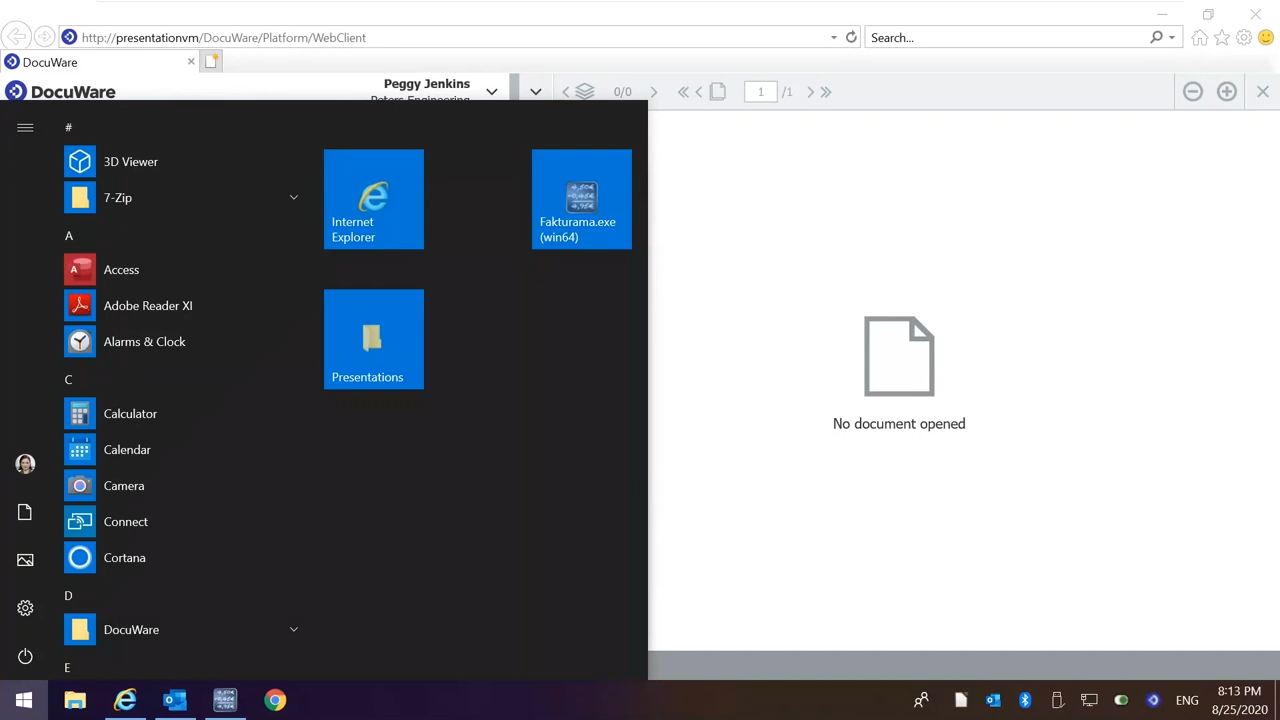 http://presentationvm/DocuWare/Platform/WebClient
Search...
DocuWare
DocuWare
Peggy Jenkins
Peters Engineering
0/0
1
/1
#
3D Viewer
7-Zip
A
Access
Adobe Reader XI
Alarms & Clock
C
Calculator
Calendar
Camera
Connect
Cortana
D
DocuWare
E
Internet
Explorer
Fakturama.exe
(win64)
Presentations
No document opened
ENG
8:13 PM
8/25/2020